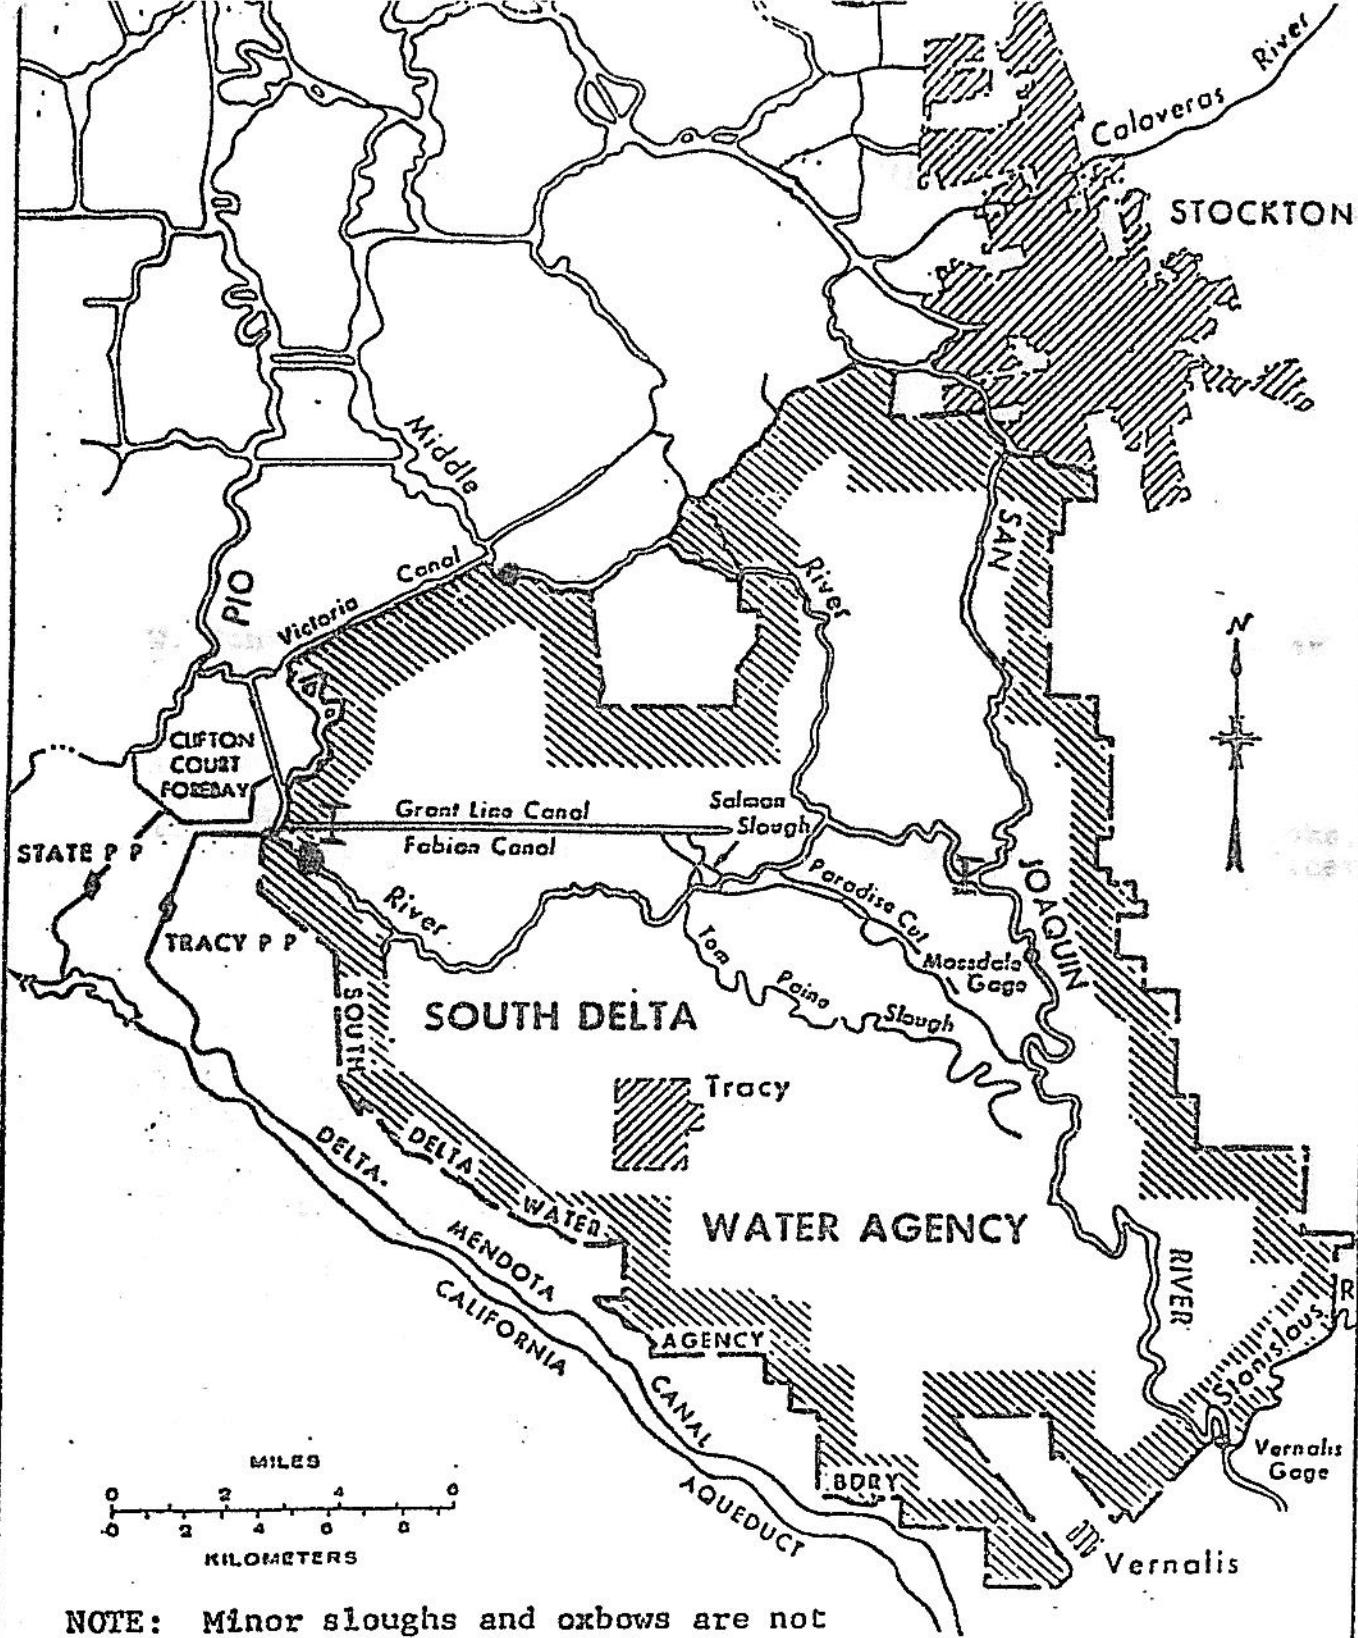 Calaveras River
STOCKTON
Middle
River
SAN
JOAQUIN
RIVER
PIO
Victoria Canal
N
CLIFTON
COURT
FOREBAY
Grant Line Canal
Fabian Canal
Salmon
Slough
STATE P P
TRACY P P
River
Paradise Cut
Mossdale
Gage
Tom
Paine
Slough
SOUTH DELTA
WATER AGENCY
Tracy
SOUTH
DELTA
WATER
AGENCY
BDRY
DELTA.
MENDOTA
CANAL
CALIFORNIA
AQUEDUCT
Stanislaus
R
Vernalis
Gage
Vernalis
MILES
0 2 4 6
0 2 4 6 8
KILOMETERS
NOTE: Minor sloughs and oxbows are not